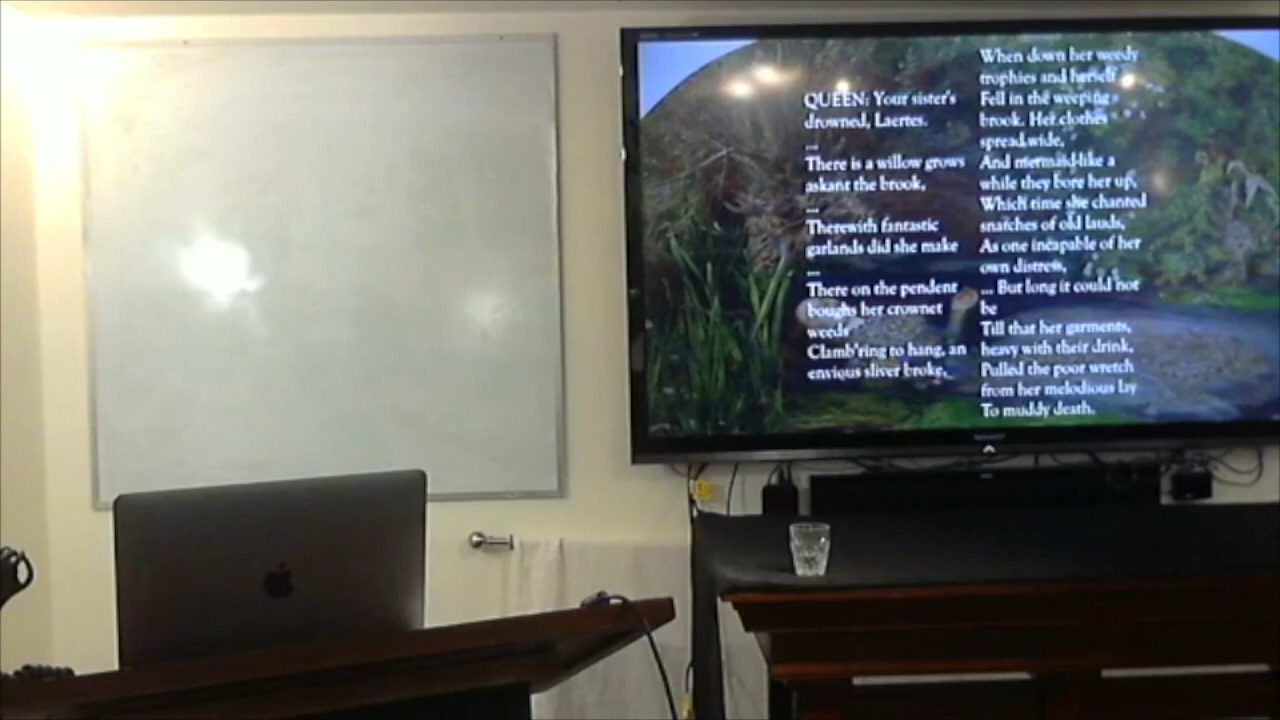 QUEEN: Your sister's
drowned, Laertes.
...
There is a willow grows
askant the brook,
...
Therewith fantastic
garlands did she make
...
There on the pendent
boughs her crownet
weeds
Clamb'ring to hang, an
envious sliver broke,
When down her weedy
trophies and herself
Fell in the weeping
brook. Her clothes
spread wide,
And mermaid-like a
while they bore her up,
Which time she chanted
snatches of old lauds,
As one incapable of her
own distress,
... But long it could not
be
Till that her garments,
heavy with their drink,
Pulled the poor wretch
from her melodious lay
To muddy death.